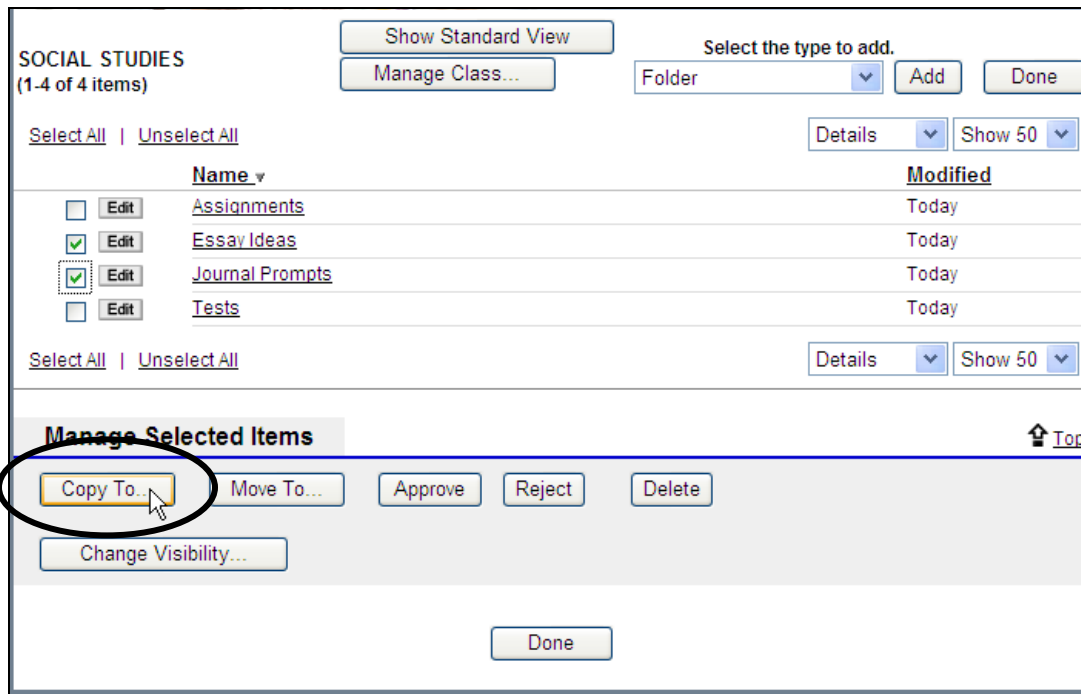 Show Standard View
Select the type to add.
SOCIAL STUDIES
Manage Class...
(1-4 of 4 items)
Folder
Add
Done
Select All | Unselect All
Details
Show 50
Name
Modified
Edit Assignments Today
Edit Essay Ideas Today
Edit Journal Prompts Today
Edit Tests Today
Select All | Unselect All
Details
Show 50
Manage Selected Items
Top
Copy To...
Move To...
Approve
Reject
Delete
Change Visibility...
Done